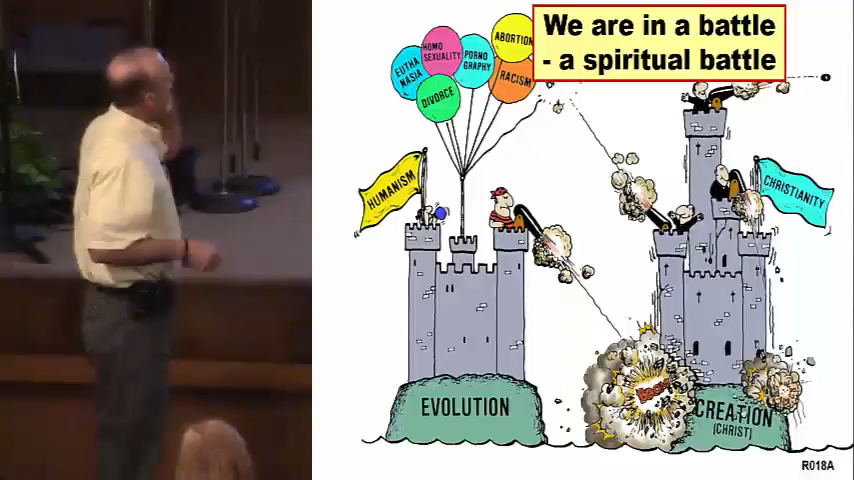 We are in a battle
- a spiritual battle
ABORTION
HOMO
SEXUALITY
PORNO
GRAPHY
EUTHA
NASIA
RACISM
DIVORCE
HUMANISM
CHRISTIANITY
BOOM
EVOLUTION
CREATION
(CHRIST)
R018A